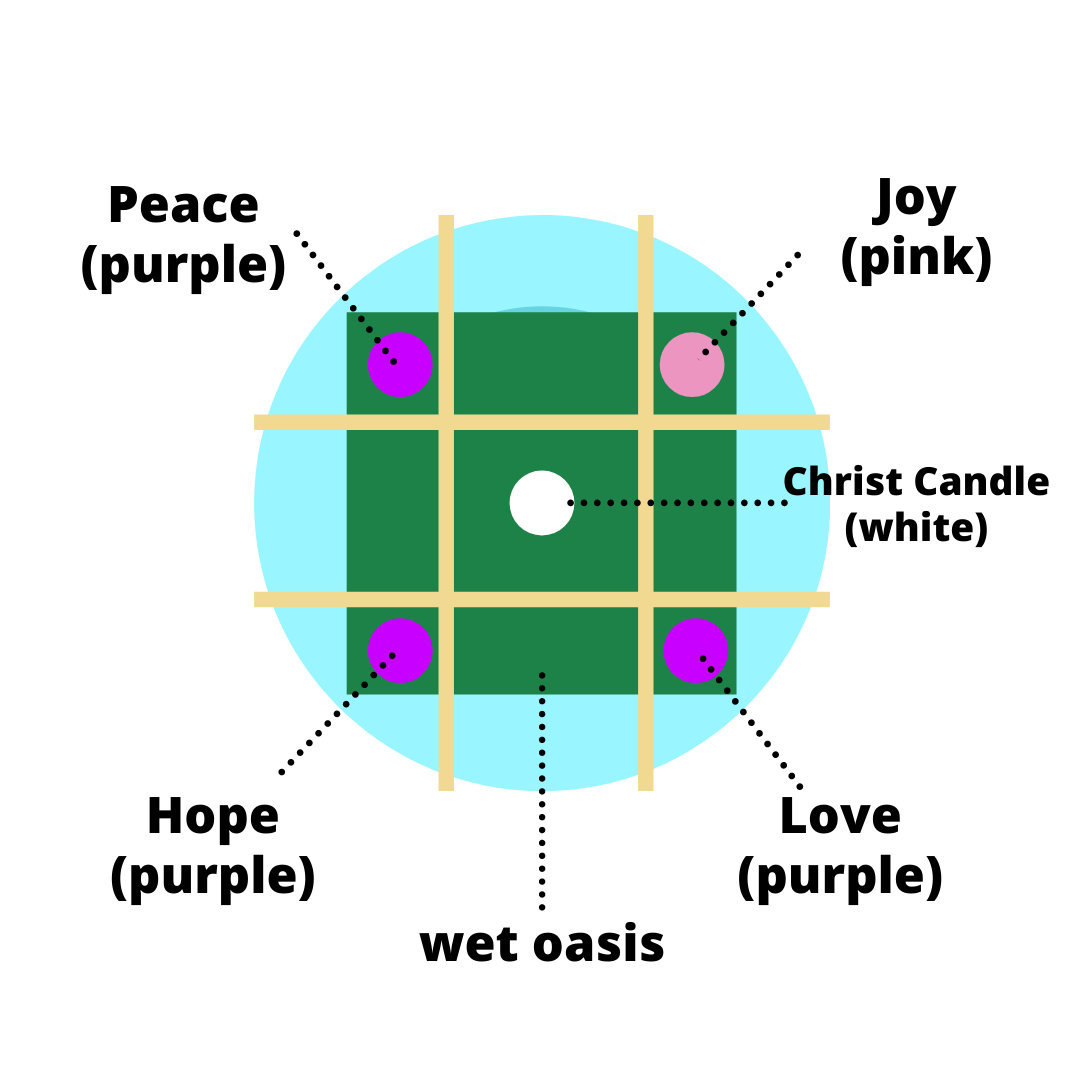 Peace
(purple)
Joy
(pink)
Christ Candle
(white)
Hope
(purple)
Love
(purple)
wet oasis